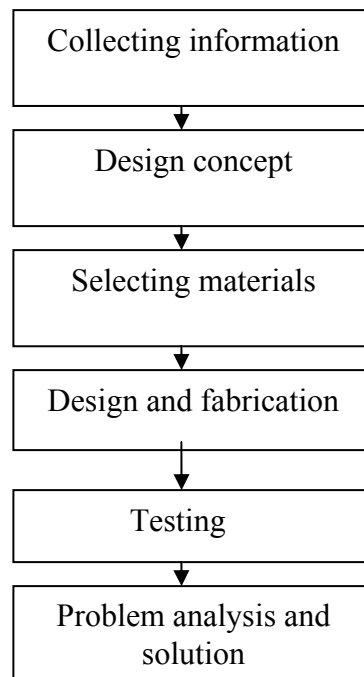 Collecting information
Design concept
Selecting materials
Design and fabrication
Testing
Problem analysis and
solution